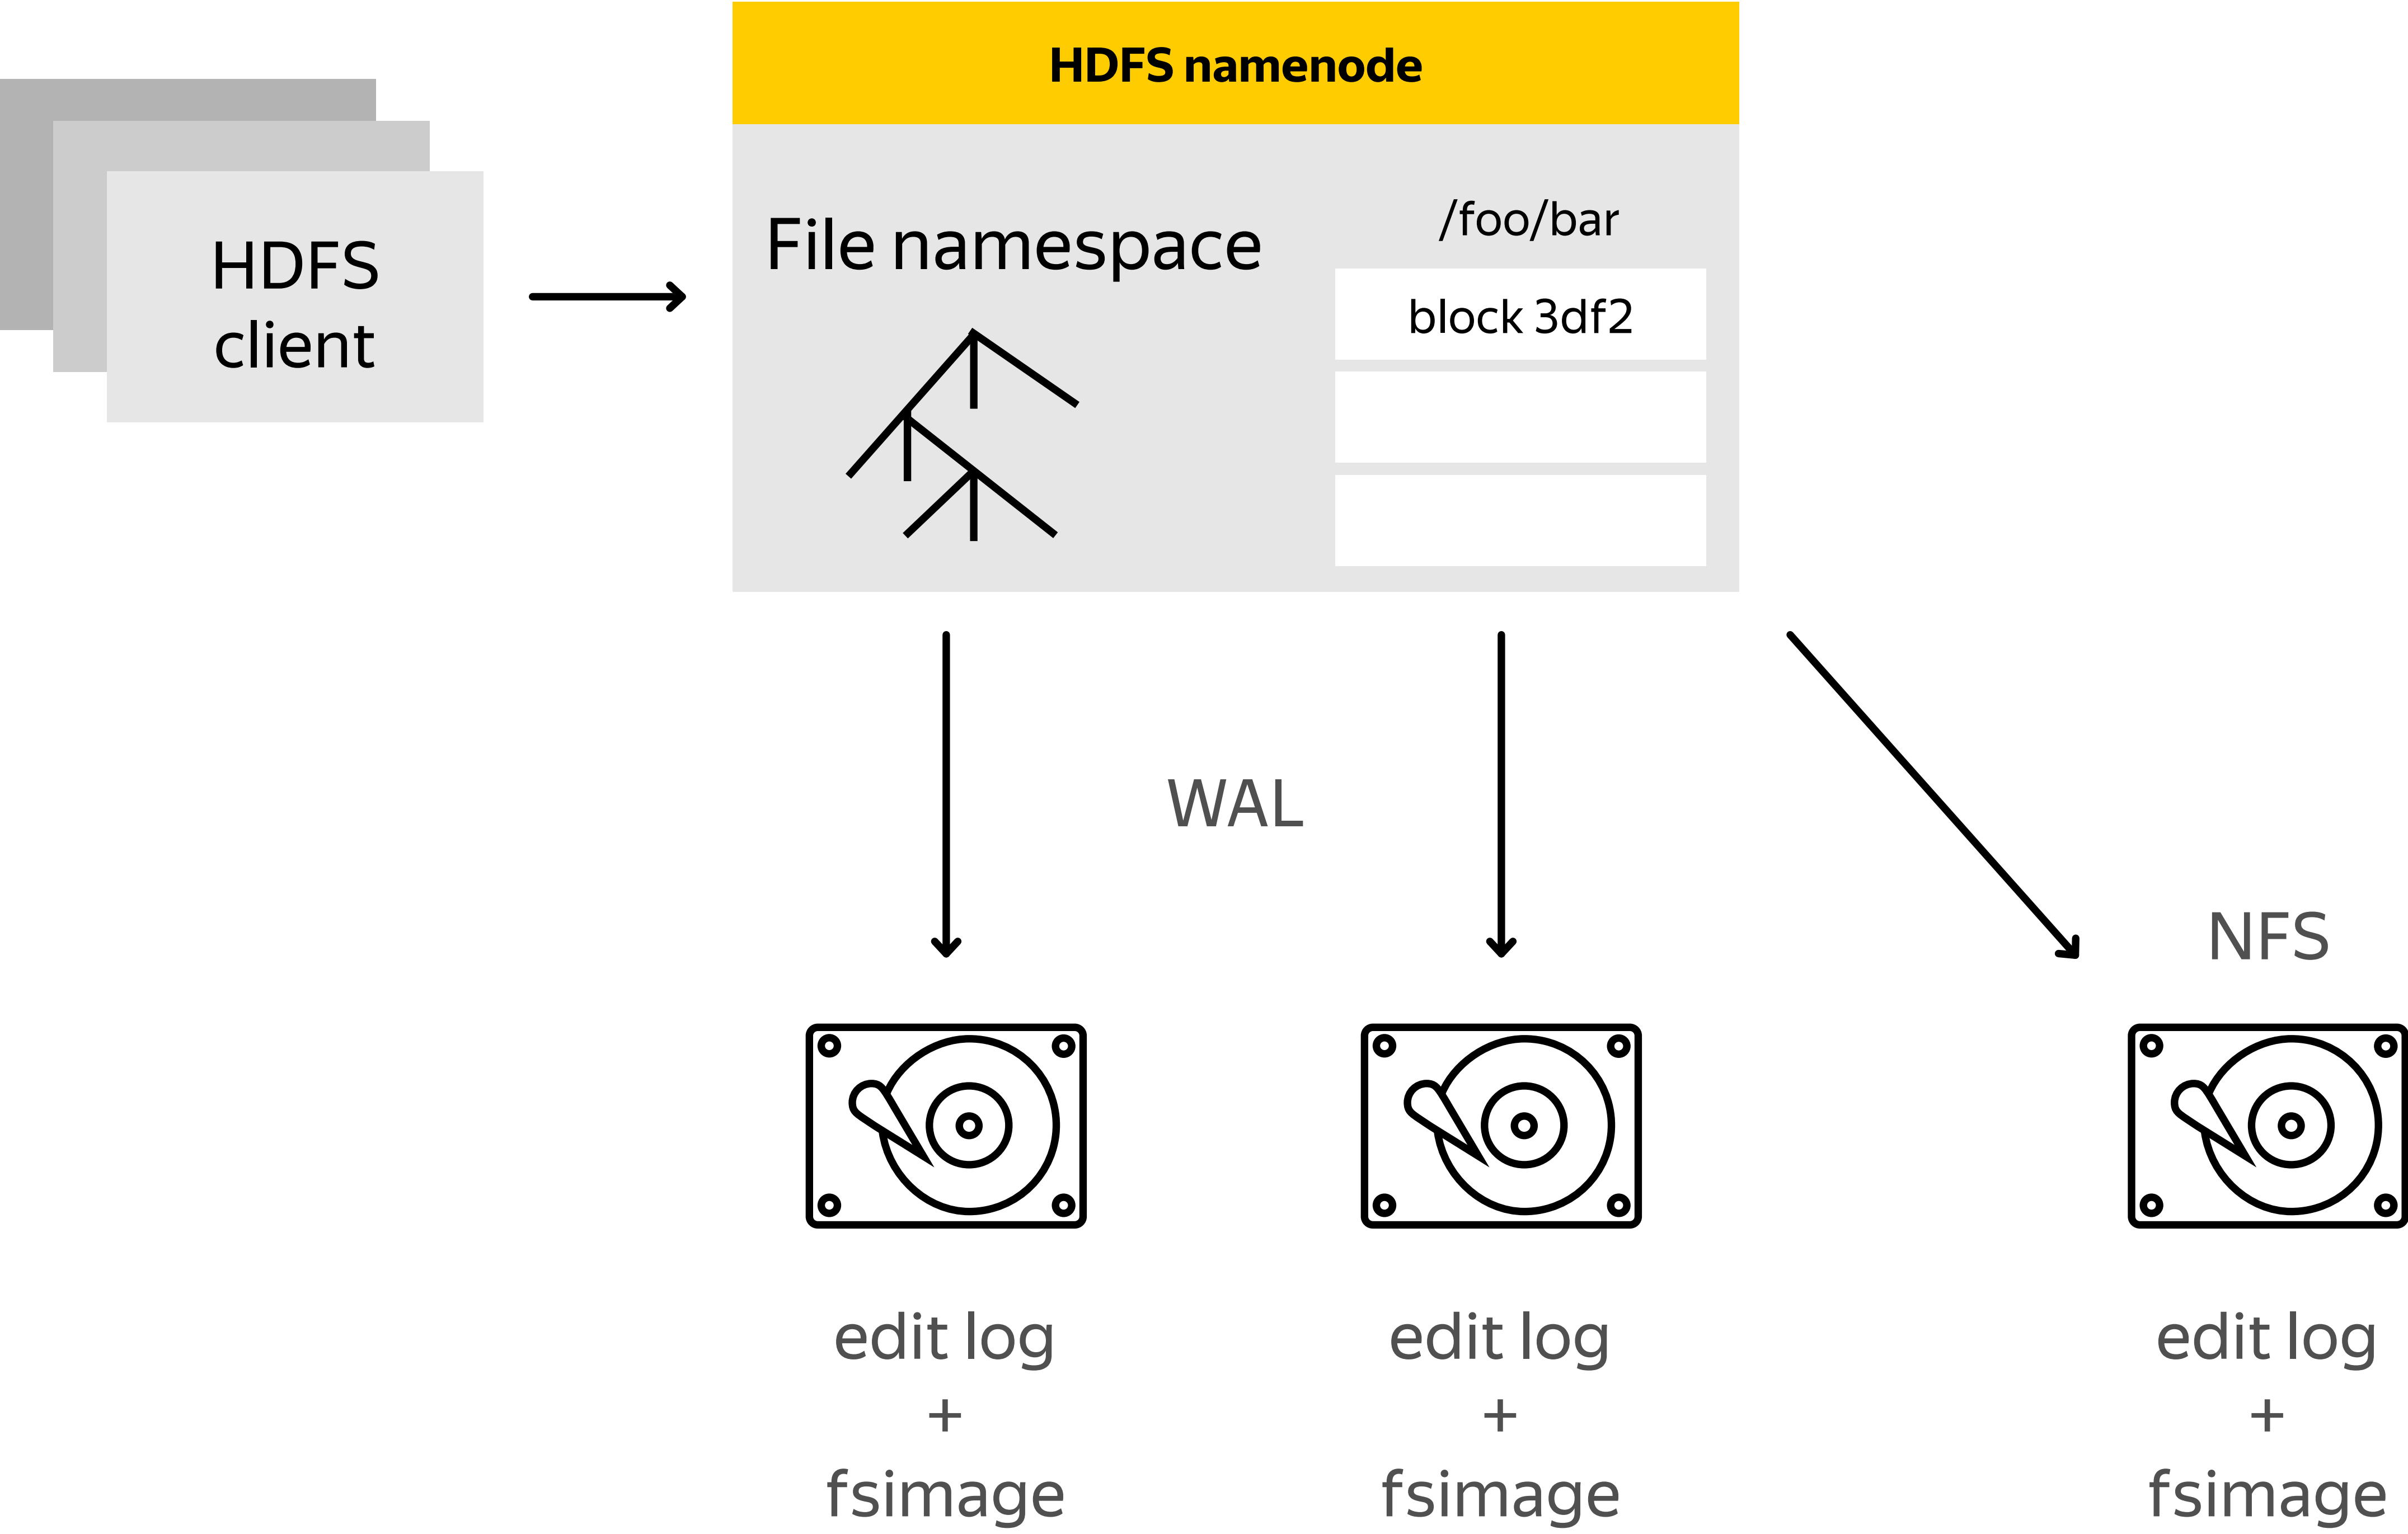 HDFS namenode
HDFS
client
File namespace
/foo/bar
block 3df2
WAL
NFS
edit log
+
fsimage
edit log
+
fsimage
edit log
+
fsimage